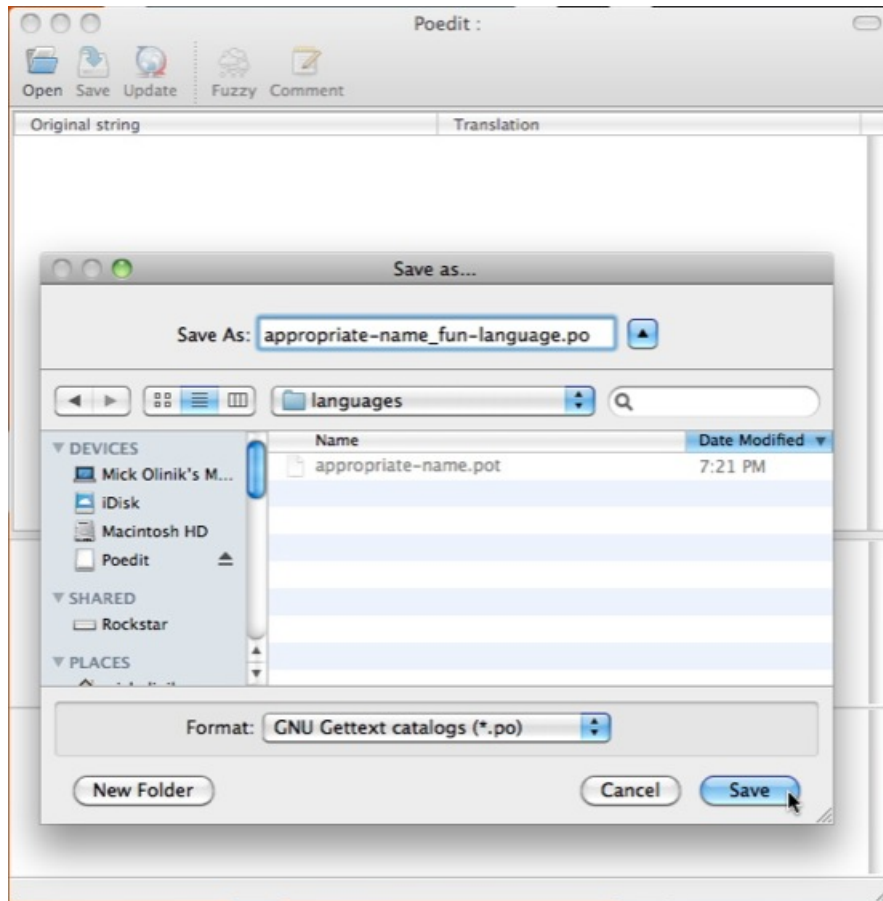 Poedit :
Open Save Update Fuzzy Comment
Original string Translation
Save as...
Save As: appropriate-name_fun-language.po
languages
Name Date Modified
DEVICES
appropriate-name.pot 7:21 PM
Mick Olinik's M...
iDisk
Macintosh HD
Poedit
SHARED
Rockstar
PLACES
Format: GNU Gettext catalogs (*.po)
New Folder Cancel Save